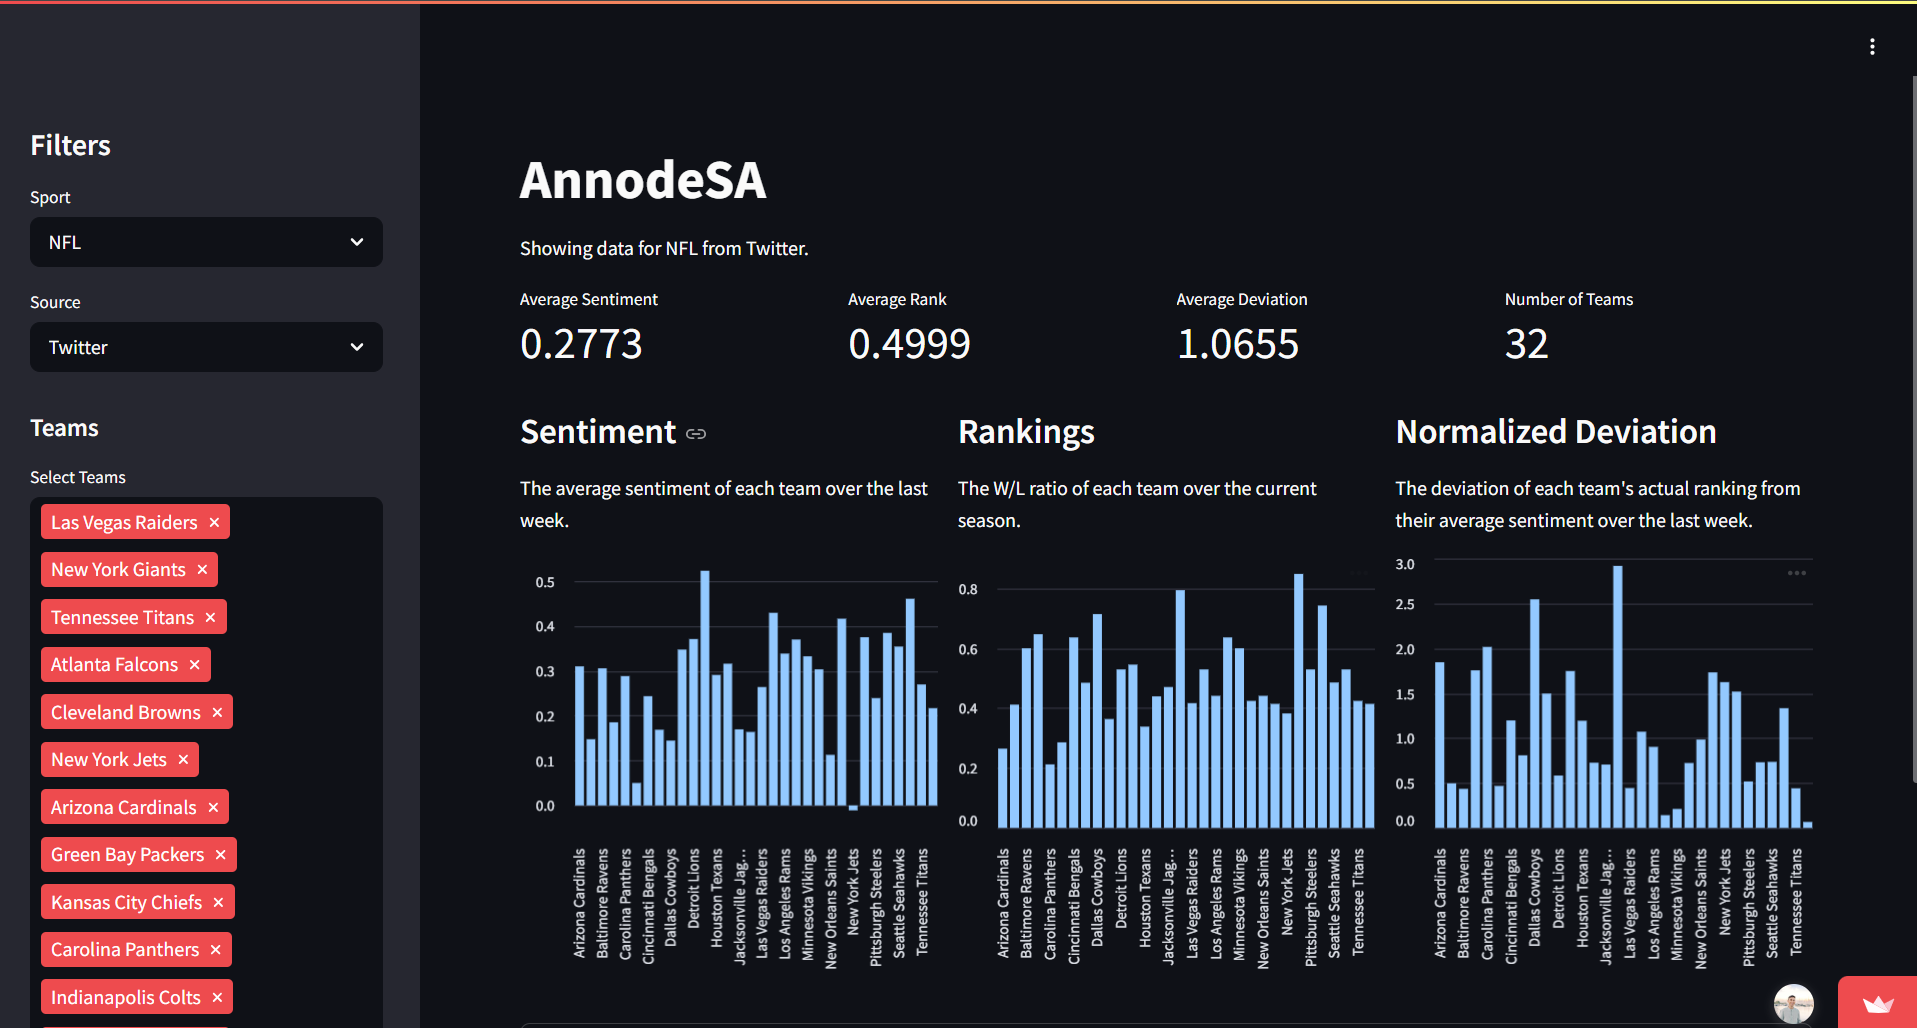 Filters
Sport
NFL
Source
Twitter
Teams
Select Teams
Las Vegas Raiders
New York Giants
Tennessee Titans
Atlanta Falcons
Cleveland Browns
New York Jets
Arizona Cardinals
Green Bay Packers
Kansas City Chiefs
Carolina Panthers
Indianapolis Colts
AnnodeSA
Showing data for NFL from Twitter.
Average Sentiment
0.2773
Average Rank
0.4999
Average Deviation
1.0655
Number of Teams
32
Sentiment
The average sentiment of each team over the last
week.
0.5
0.4
0.3
0.2
0.1
0.0
Arizona Cardinals
Baltimore Ravens
Carolina Panthers
Cincinnati Bengals
Dallas Cowboys
Detroit Lions
Houston Texans
Jacksonville Jag…
Las Vegas Raiders
Los Angeles Rams
Minnesota Vikings
New Orleans Saints
New York Jets
Pittsburgh Steelers
Seattle Seahawks
Tennessee Titans
Rankings
The W/L ratio of each team over the current
season.
0.8
0.6
0.4
0.2
0.0
Arizona Cardinals
Baltimore Ravens
Carolina Panthers
Cincinnati Bengals
Dallas Cowboys
Detroit Lions
Houston Texans
Jacksonville Jag…
Las Vegas Raiders
Los Angeles Rams
Minnesota Vikings
New Orleans Saints
New York Jets
Pittsburgh Steelers
Seattle Seahawks
Tennessee Titans
Normalized Deviation
The deviation of each team's actual ranking from
their average sentiment over the last week.
3.0
2.5
2.0
1.5
1.0
0.5
0.0
Arizona Cardinals
Baltimore Ravens
Carolina Panthers
Cincinnati Bengals
Dallas Cowboys
Detroit Lions
Houston Texans
Jacksonville Jag…
Las Vegas Raiders
Los Angeles Rams
Minnesota Vikings
New Orleans Saints
New York Jets
Pittsburgh Steelers
Seattle Seahawks
Tennessee Titans